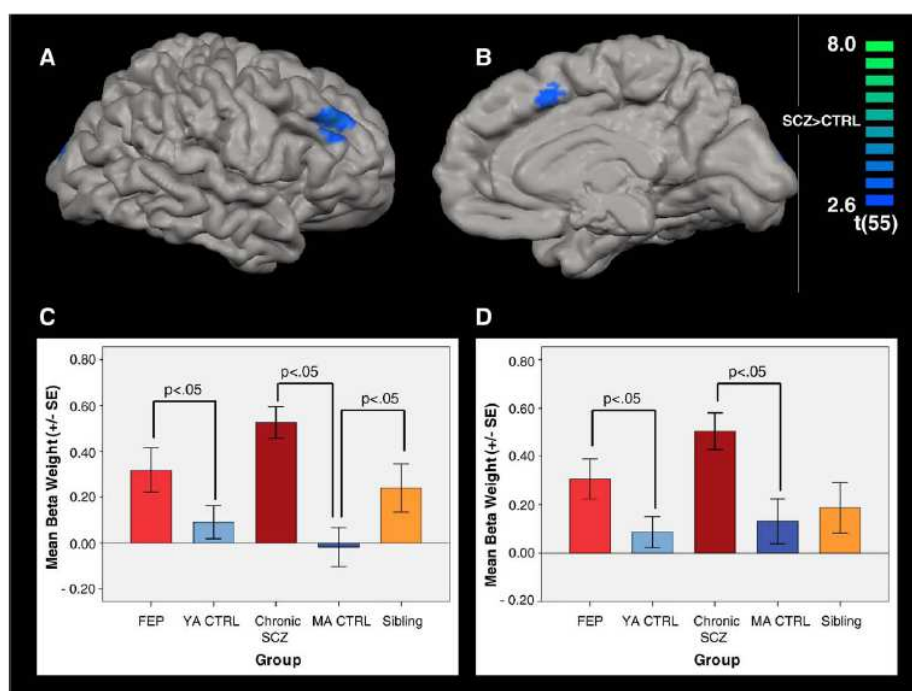 A
B
8.0
SCZ>CTRL
2.6
t(55)
C
D
0.80
0.60
0.40
0.20
0.00
- 0.20
Mean Beta Weight (+/- SE)
p<.05
p<.05
p<.05
FEP
YA CTRL
Chronic
SCZ
MA CTRL
Sibling
Group
0.80
0.60
0.40
0.20
0.00
- 0.20
Mean Beta Weight (+/- SE)
p<.05
p<.05
FEP
YA CTRL
Chronic
SCZ
MA CTRL
Sibling
Group